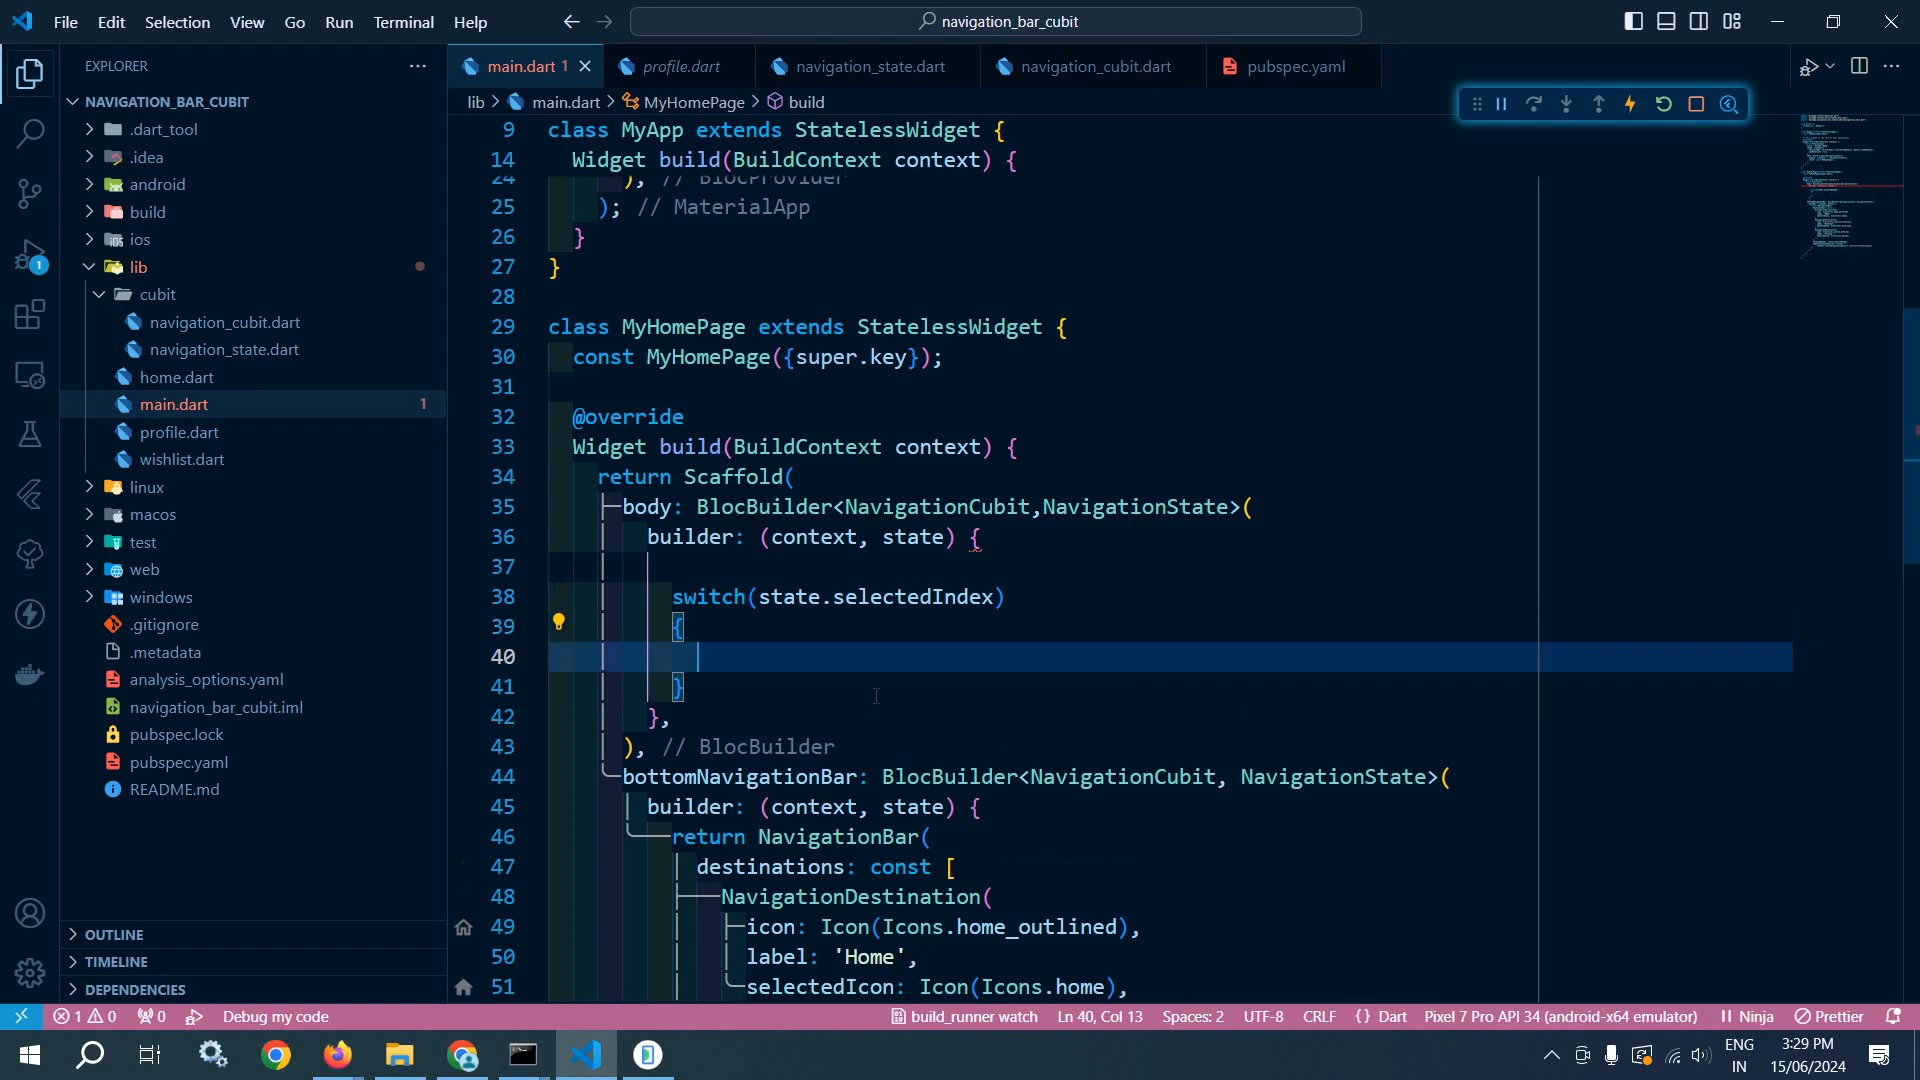 File Edit Selection View Go Run Terminal Help
navigation_bar_cubit
EXPLORER
main.dart 1
profile.dart
navigation_state.dart
navigation_cubit.dart
pubspec.yaml
lib > main.dart > MyHomePage > build
NAVIGATION_BAR_CUBIT
.dart_tool
.idea
android
build
ios
lib
cubit
navigation_cubit.dart
navigation_state.dart
home.dart
main.dart 1
profile.dart
wishlist.dart
linux
macos
test
web
windows
.gitignore
.metadata
analysis_options.yaml
navigation_bar_cubit.iml
pubspec.lock
pubspec.yaml
README.md
OUTLINE
TIMELINE
DEPENDENCIES
1
9 class MyApp extends StatelessWidget {
14 Widget build(BuildContext context) {
24 ), // BlocProvider
25 ); // MaterialApp
26 }
27 }
28
29 class MyHomePage extends StatelessWidget {
30 const MyHomePage({super.key});
31
32 @override
33 Widget build(BuildContext context) {
34 return Scaffold(
35 body: BlocBuilder<NavigationCubit,NavigationState>(
36 builder: (context, state) {
37
38 switch(state.selectedIndex)
39 {
40
41 }
42 },
43 ), // BlocBuilder
44 bottomNavigationBar: BlocBuilder<NavigationCubit, NavigationState>(
45 builder: (context, state) {
46 return NavigationBar(
47 destinations: const [
48 NavigationDestination(
49 icon: Icon(Icons.home_outlined),
50 label: 'Home',
51 selectedIcon: Icon(Icons.home),
1 0 0 Debug my code build_runner watch Ln 40, Col 13 Spaces: 2 UTF-8 CRLF {} Dart Pixel 7 Pro API 34 (android-x64 emulator) Ninja Prettier
ENG
IN
3:29 PM
15/06/2024